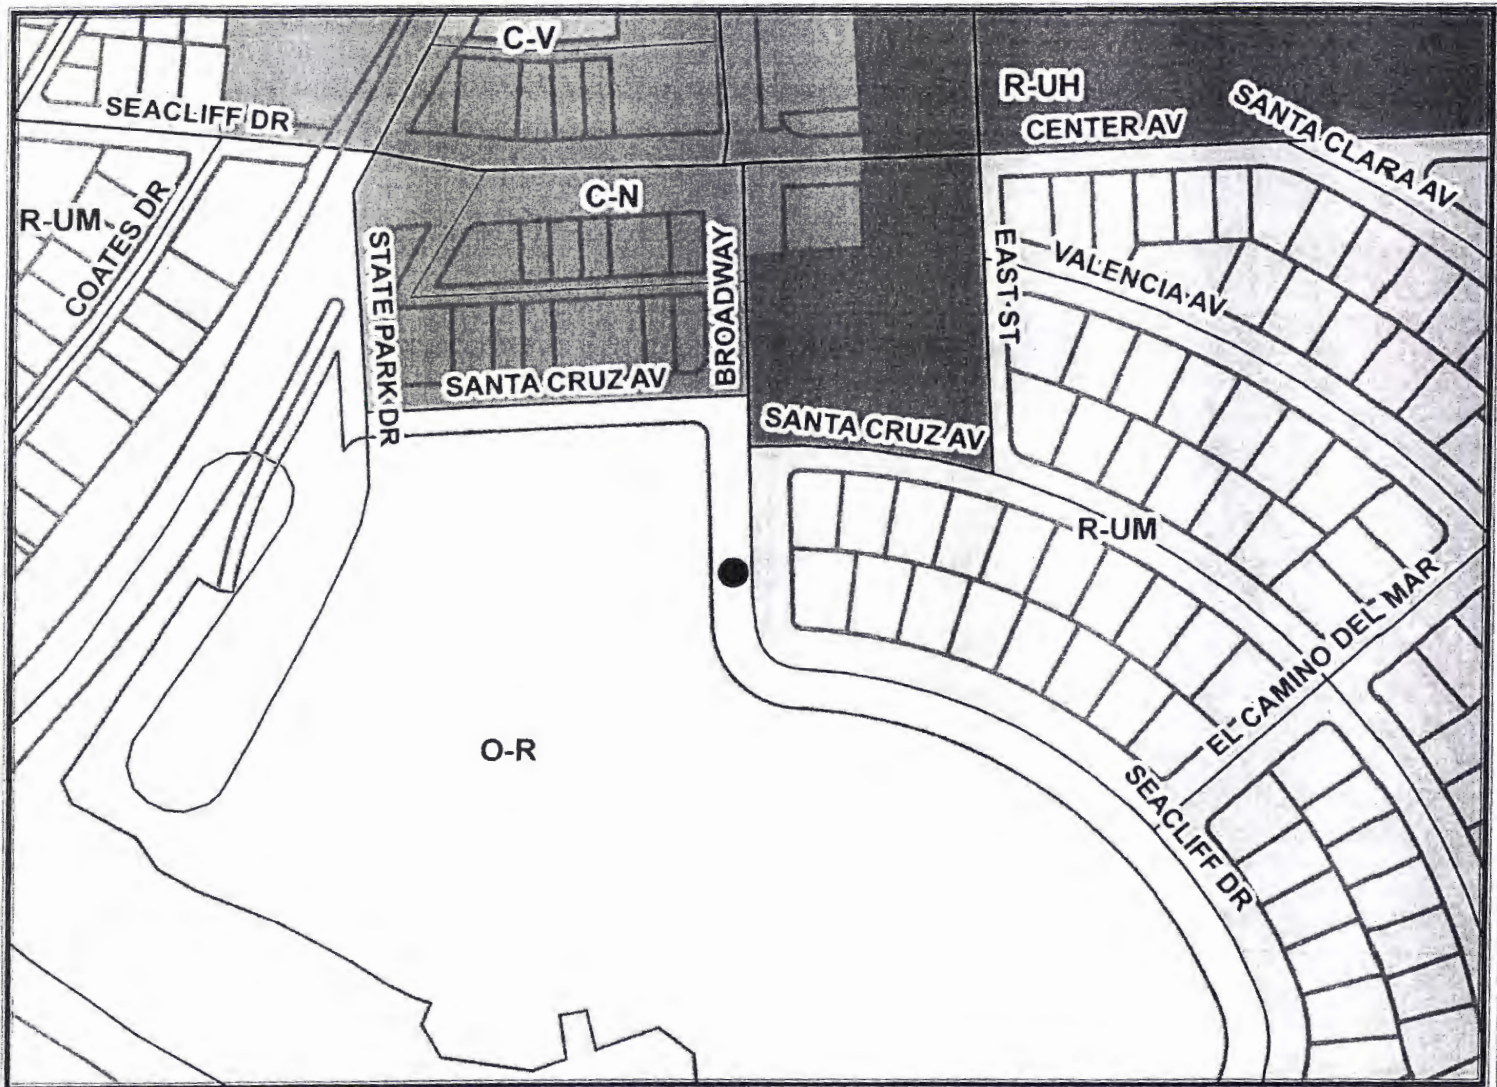 C-V
R-UH
SANTA CLARA AV
SEACLIFF DR
CENTER AV
C-N
R-UM
COATES DR
STATE PARK DR
BROADWAY
EAST ST
VALENCIA AV
SANTA CRUZ AV
SANTA CRUZ AV
R-UM
EL CAMINO DEL MAR
O-R
SEACLIFF DR